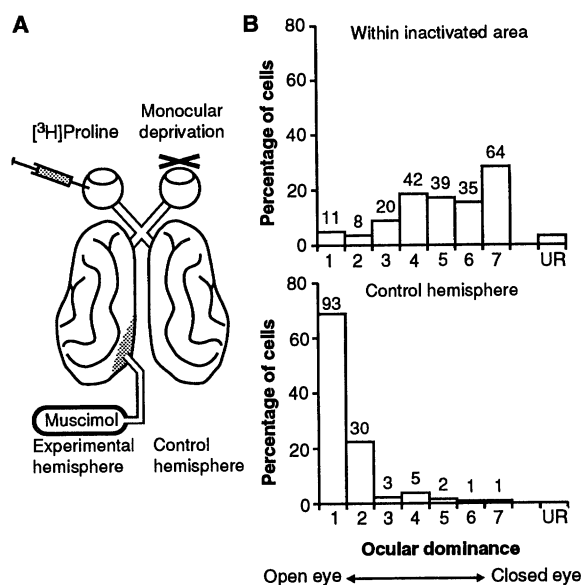 A
[³H]Proline
Monocular
deprivation
Muscimol
Experimental
hemisphere
Control
hemisphere
B
Within inactivated area
Percentage of cells
80
60
40
20
0
11
8
20
42
39
35
64
1 2 3 4 5 6 7 UR
Control hemisphere
Percentage of cells
80
60
40
20
0
93
30
3
5
2
1
1
1 2 3 4 5 6 7 UR
Ocular dominance
Open eye Closed eye